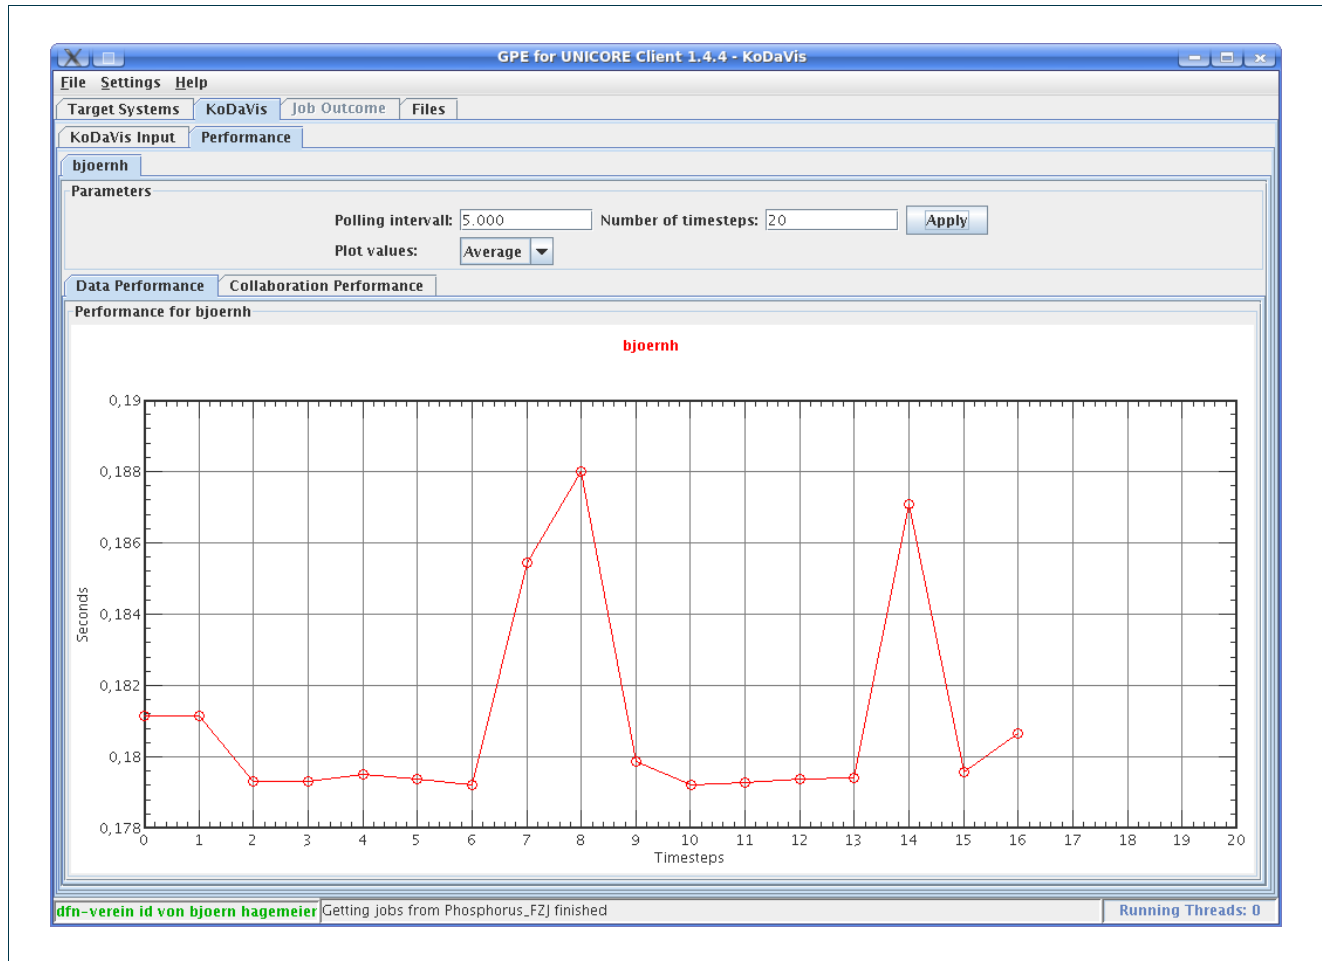 GPE for UNICORE Client 1.4.4 - KoDaVis
File Settings Help
Target Systems KoDaVis Job Outcome Files
KoDaVis Input Performance
bjoernh
Parameters
Polling intervall: 5.000 Number of timesteps: 20 Apply
Plot values: Average
Data Performance Collaboration Performance
Performance for bjoernh
bjoernh
0,19
0,188
0,186
0,184
0,182
0,18
0,178
Seconds
0 1 2 3 4 5 6 7 8 9 10 11 12 13 14 15 16 17 18 19 20
Timesteps
dfn-verein id von bjoern hagemeier Getting jobs from Phosphorus_FZJ finished Running Threads: 0